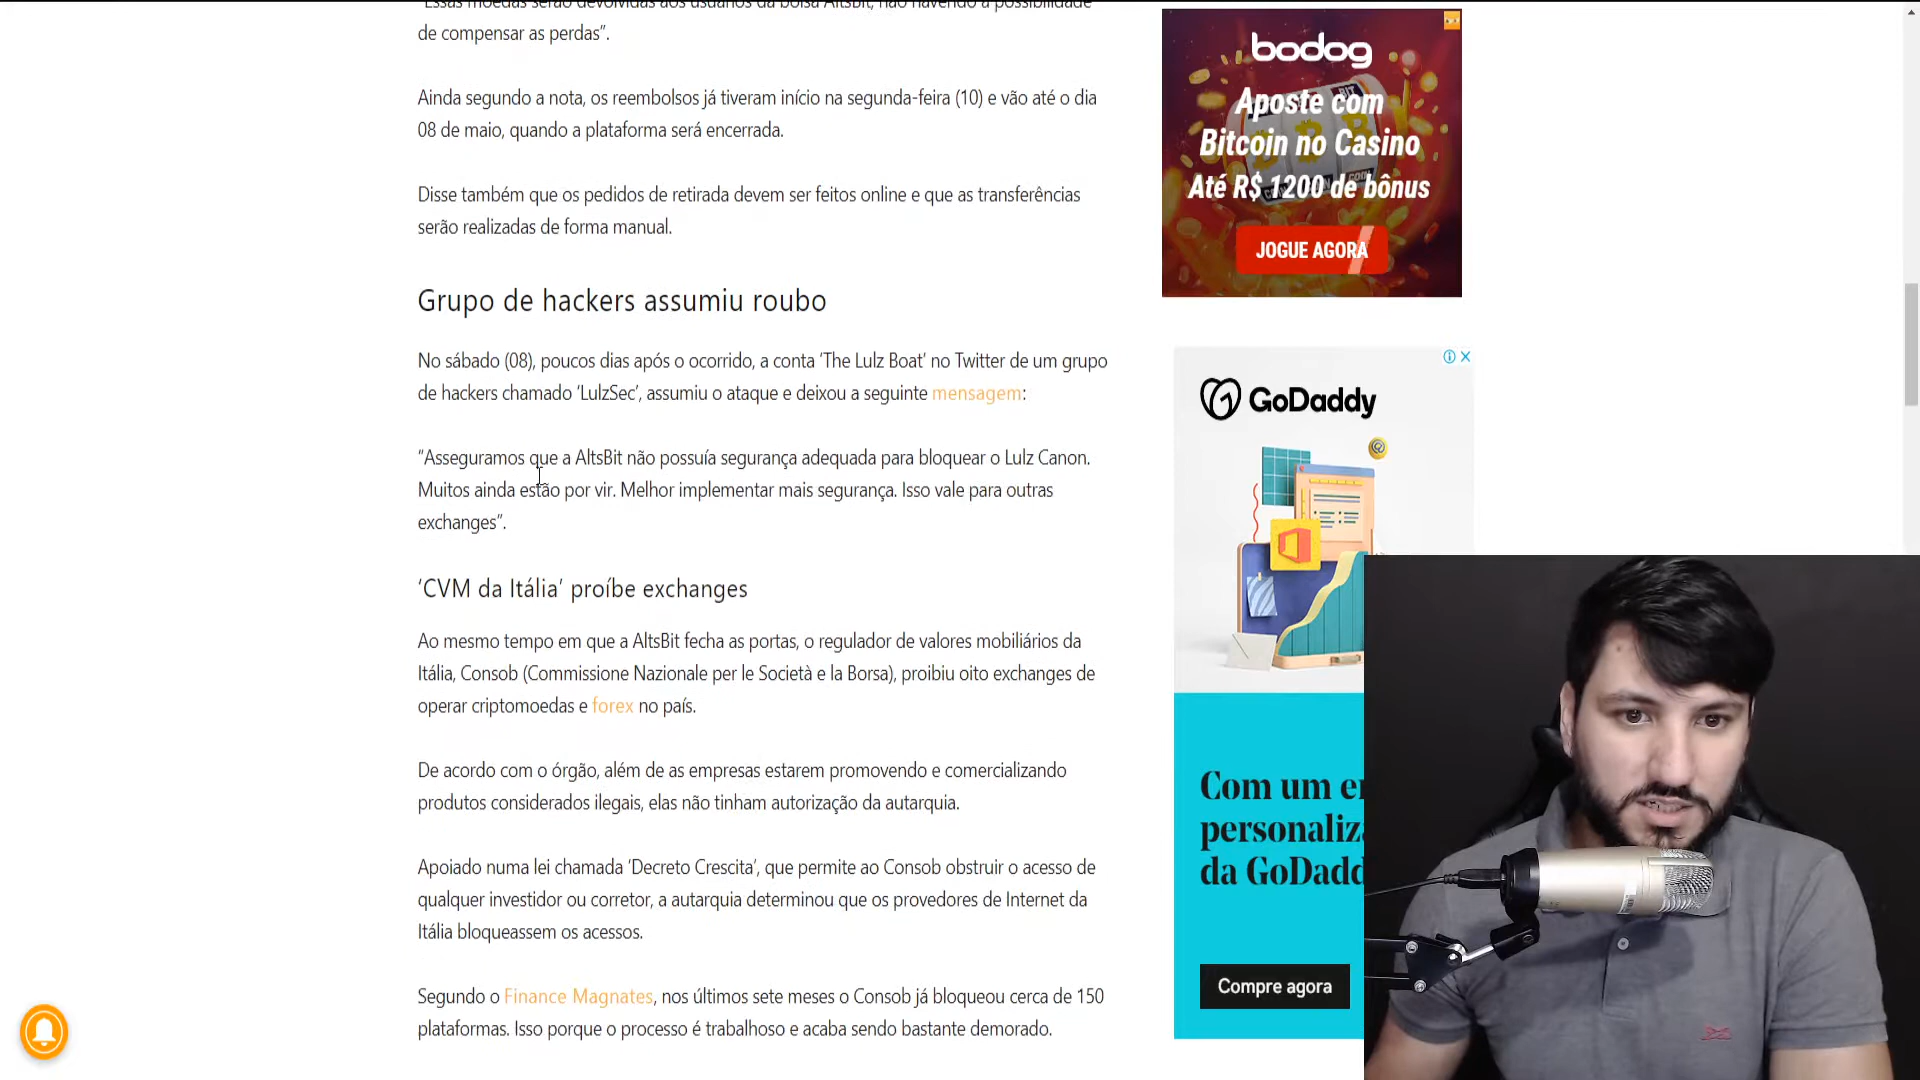 "Essas moedas serão devolvidas aos usuários da bolsa AltsBit, não havendo a possibilidade
de compensar as perdas”.
Ainda segundo a nota, os reembolsos já tiveram início na segunda-feira (10) e vão até o dia
08 de maio, quando a plataforma será encerrada.
Disse também que os pedidos de retirada devem ser feitos online e que as transferências
serão realizadas de forma manual.
Grupo de hackers assumiu roubo
No sábado (08), poucos dias após o ocorrido, a conta ‘The Lulz Boat’ no Twitter de um grupo
de hackers chamado ‘LulzSec’, assumiu o ataque e deixou a seguinte mensagem:
“Asseguramos que a AltsBit não possuía segurança adequada para bloquear o Lulz Canon.
Muitos ainda estão por vir. Melhor implementar mais segurança. Isso vale para outras
exchanges”.
‘CVM da Itália’ proíbe exchanges
Ao mesmo tempo em que a AltsBit fecha as portas, o regulador de valores mobiliários da
Itália, Consob (Commissione Nazionale per le Società e la Borsa), proibiu oito exchanges de
operar criptomoedas e forex no país.
De acordo com o órgão, além de as empresas estarem promovendo e comercializando
produtos considerados ilegais, elas não tinham autorização da autarquia.
Apoiado numa lei chamada ‘Decreto Crescita’, que permite ao Consob obstruir o acesso de
qualquer investidor ou corretor, a autarquia determinou que os provedores de Internet da
Itália bloqueassem os acessos.
Segundo o Finance Magnates, nos últimos sete meses o Consob já bloqueou cerca de 150
plataformas. Isso porque o processo é trabalhoso e acaba sendo bastante demorado.
bodog
Aposte com
Bitcoin no Casino
Até R$ 1200 de bônus
JOGUE AGORA
GoDaddy
Com um
personaliz
da GoDadd
Compre agora